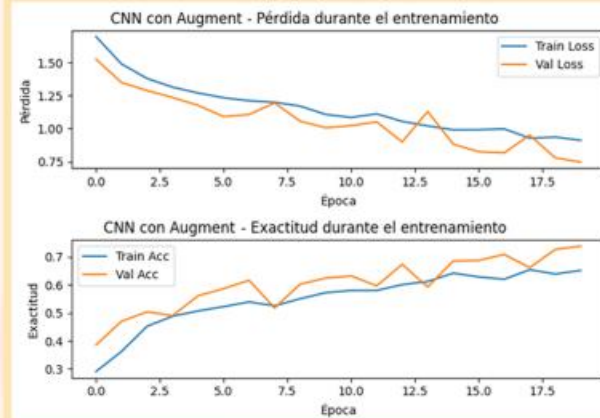 CNN con Augment - Pérdida durante el entrenamiento
Train Loss
Val Loss
Pérdida
1.50
1.25
1.00
0.75
0.0 2.5 5.0 7.5 10.0 12.5 15.0 17.5
Época
CNN con Augment - Exactitud durante el entrenamiento
Train Acc
Val Acc
Exactitud
0.7
0.6
0.5
0.4
0.3
0.0 2.5 5.0 7.5 10.0 12.5 15.0 17.5
Época